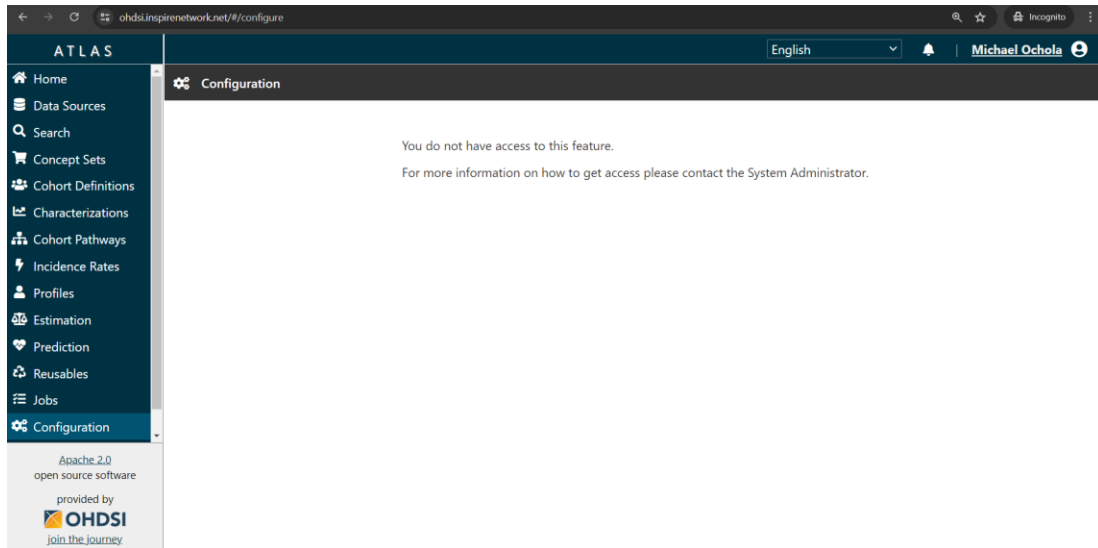 ohdsi.inspirenetwork.net/#/configure
Incognito
ATLAS
English
Michael Ochola
Home
Configuration
Data Sources
Search
You do not have access to this feature.
Concept Sets
For more information on how to get access please contact the System Administrator.
Cohort Definitions
Characterizations
Cohort Pathways
Incidence Rates
Profiles
Estimation
Prediction
Reusables
Jobs
Configuration
Apache 2.0
open source software
provided by
OHDSI
join the journey